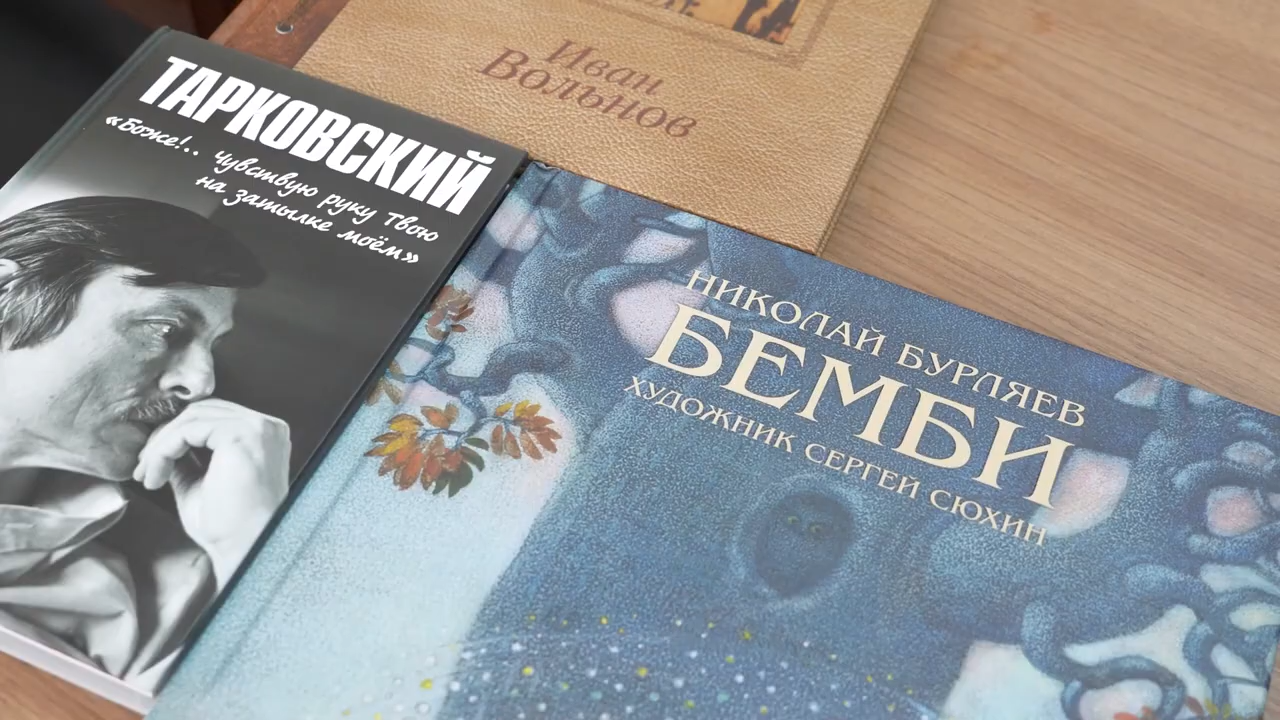 ТАРКОВСКИЙ
«Боже!.. чувствую руку твою
на затылке моём»
Иван
Вольнов
НИКОЛАЙ БУРЛЯЕВ
БЕМБИ
ХУДОЖНИК СЕРГЕЙ СЮХИН